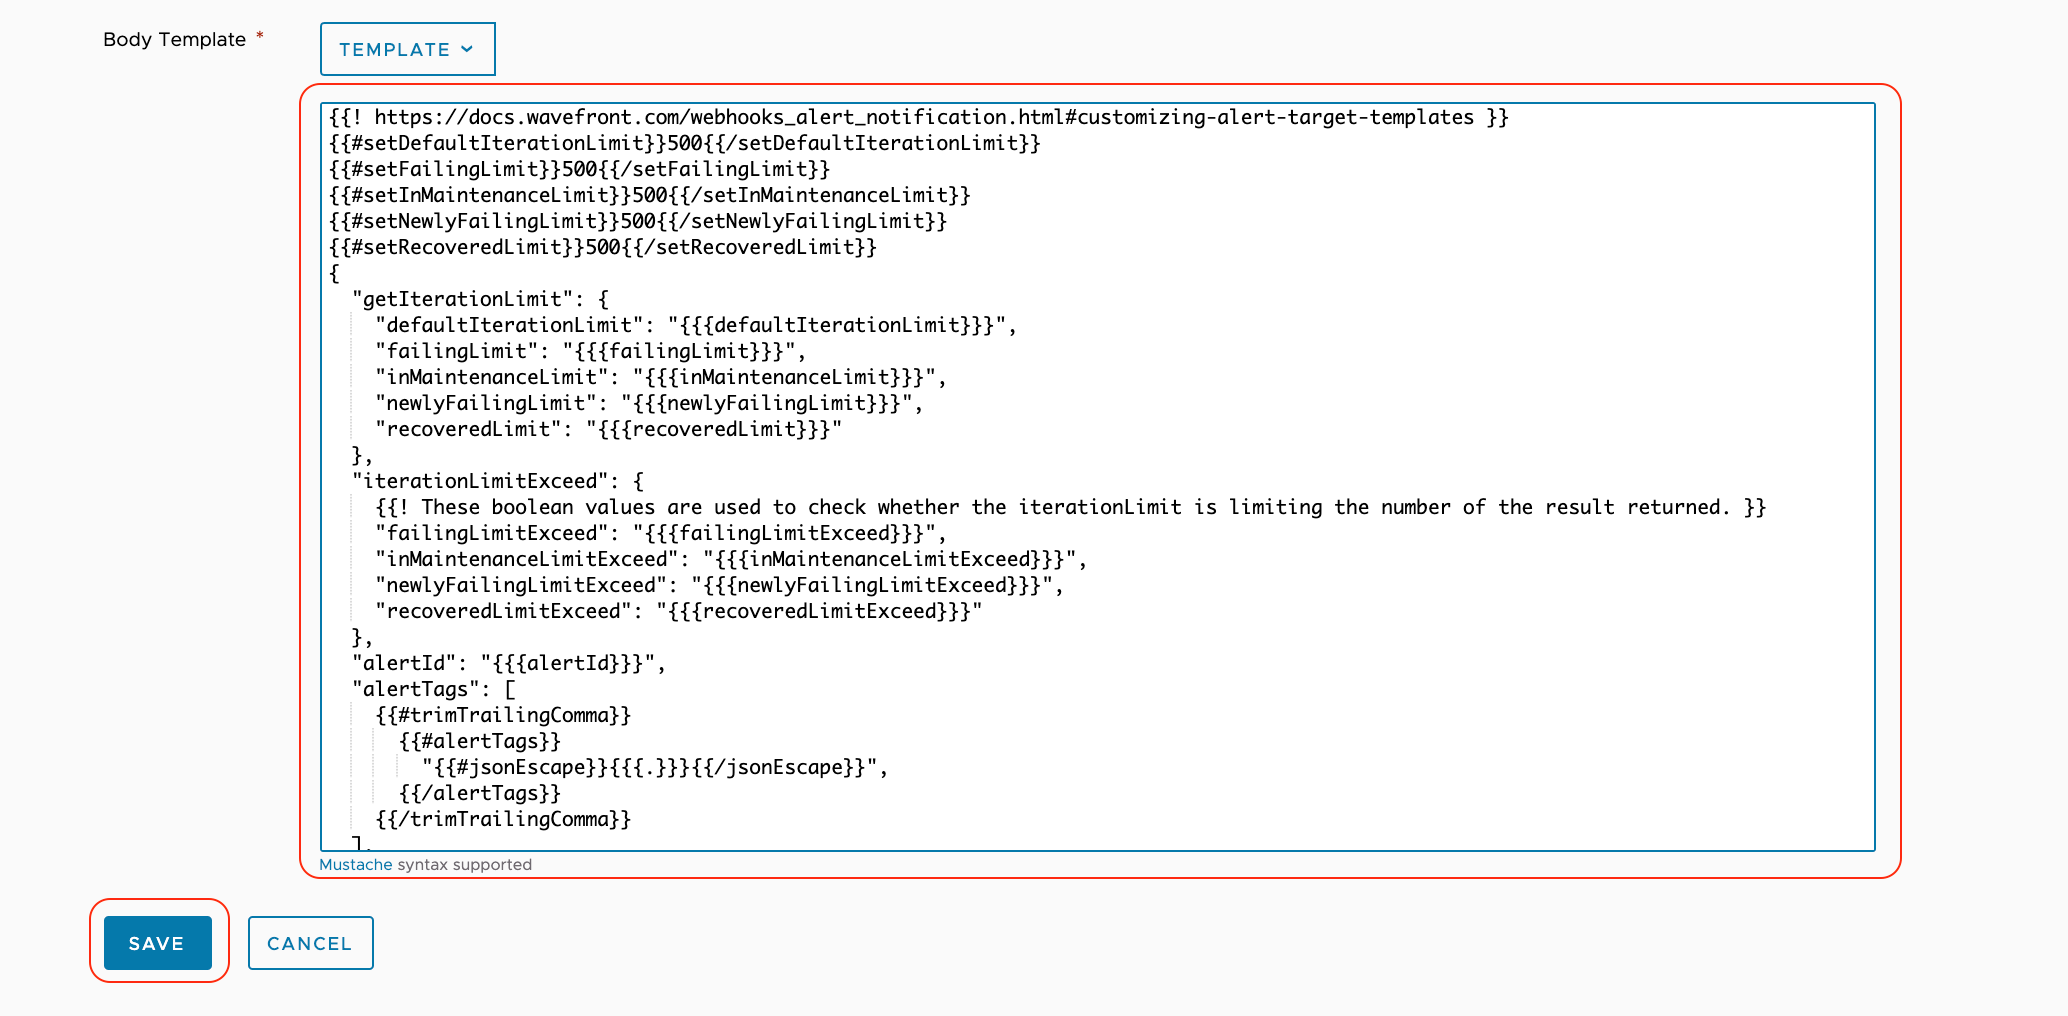 Body Template *
TEMPLATE
{{! https://docs.wavefront.com/webhooks_alert_notification.html#customizing-alert-target-templates }}
{{#setDefaultIterationLimit}}500{{/setDefaultIterationLimit}}
{{#setFailingLimit}}500{{/setFailingLimit}}
{{#setInMaintenanceLimit}}500{{/setInMaintenanceLimit}}
{{#setNewlyFailingLimit}}500{{/setNewlyFailingLimit}}
{{#setRecoveredLimit}}500{{/setRecoveredLimit}}
{
  "getIterationLimit": {
    "defaultIterationLimit": "{{{defaultIterationLimit}}}",
    "failingLimit": "{{{failingLimit}}}",
    "inMaintenanceLimit": "{{{inMaintenanceLimit}}}",
    "newlyFailingLimit": "{{{newlyFailingLimit}}}",
    "recoveredLimit": "{{{recoveredLimit}}}"
  },
  "iterationLimitExceed": {
    {{! These boolean values are used to check whether the iterationLimit is limiting the number of the result returned. }}
    "failingLimitExceed": "{{{failingLimitExceed}}}",
    "inMaintenanceLimitExceed": "{{{inMaintenanceLimitExceed}}}",
    "newlyFailingLimitExceed": "{{{newlyFailingLimitExceed}}}",
    "recoveredLimitExceed": "{{{recoveredLimitExceed}}}"
  },
  "alertId": "{{{alertId}}}",
  "alertTags": [
    {{#trimTrailingComma}}
      {{#alertTags}}
        "{{#jsonEscape}}{{{.}}}{{/jsonEscape}}",
      {{/alertTags}}
    {{/trimTrailingComma}}
  ],
Mustache syntax supported
SAVE
CANCEL